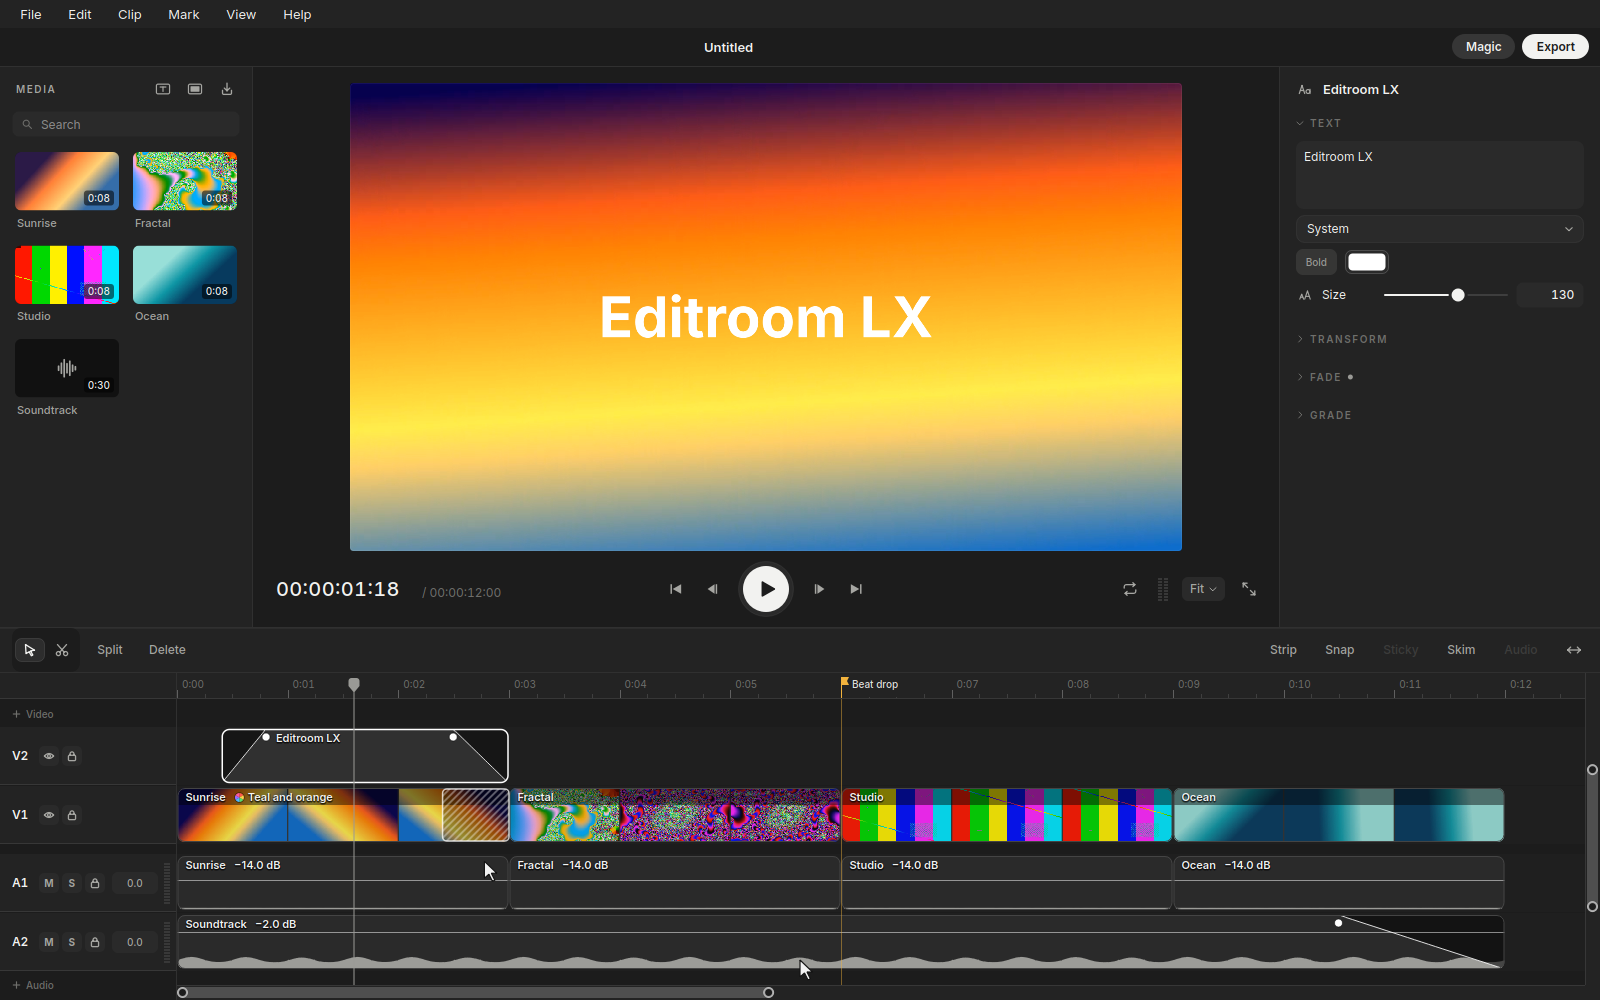 File Edit Clip Mark View Help
Untitled
Magic Export
MEDIA
Search
0:08 0:08
Sunrise Fractal
0:08 0:08
Studio Ocean
0:30
Soundtrack
Editroom LX
00:00:01:18 / 00:00:12:00
Fit
Aa Editroom LX
TEXT
Editroom LX
System
Bold
AA Size 130
TRANSFORM
FADE
GRADE
Split Delete
Strip Snap Sticky Skim Audio
0:00 0:01 0:02 0:03 0:04 0:05 Beat drop 0:07 0:08 0:09 0:10 0:11 0:12
+ Video
V2 Editroom LX
V1 Sunrise Teal and orange Fractal Studio Ocean
A1 M S 0.0 Sunrise −14.0 dB Fractal −14.0 dB Studio −14.0 dB Ocean −14.0 dB
A2 M S 0.0 Soundtrack −2.0 dB
+ Audio